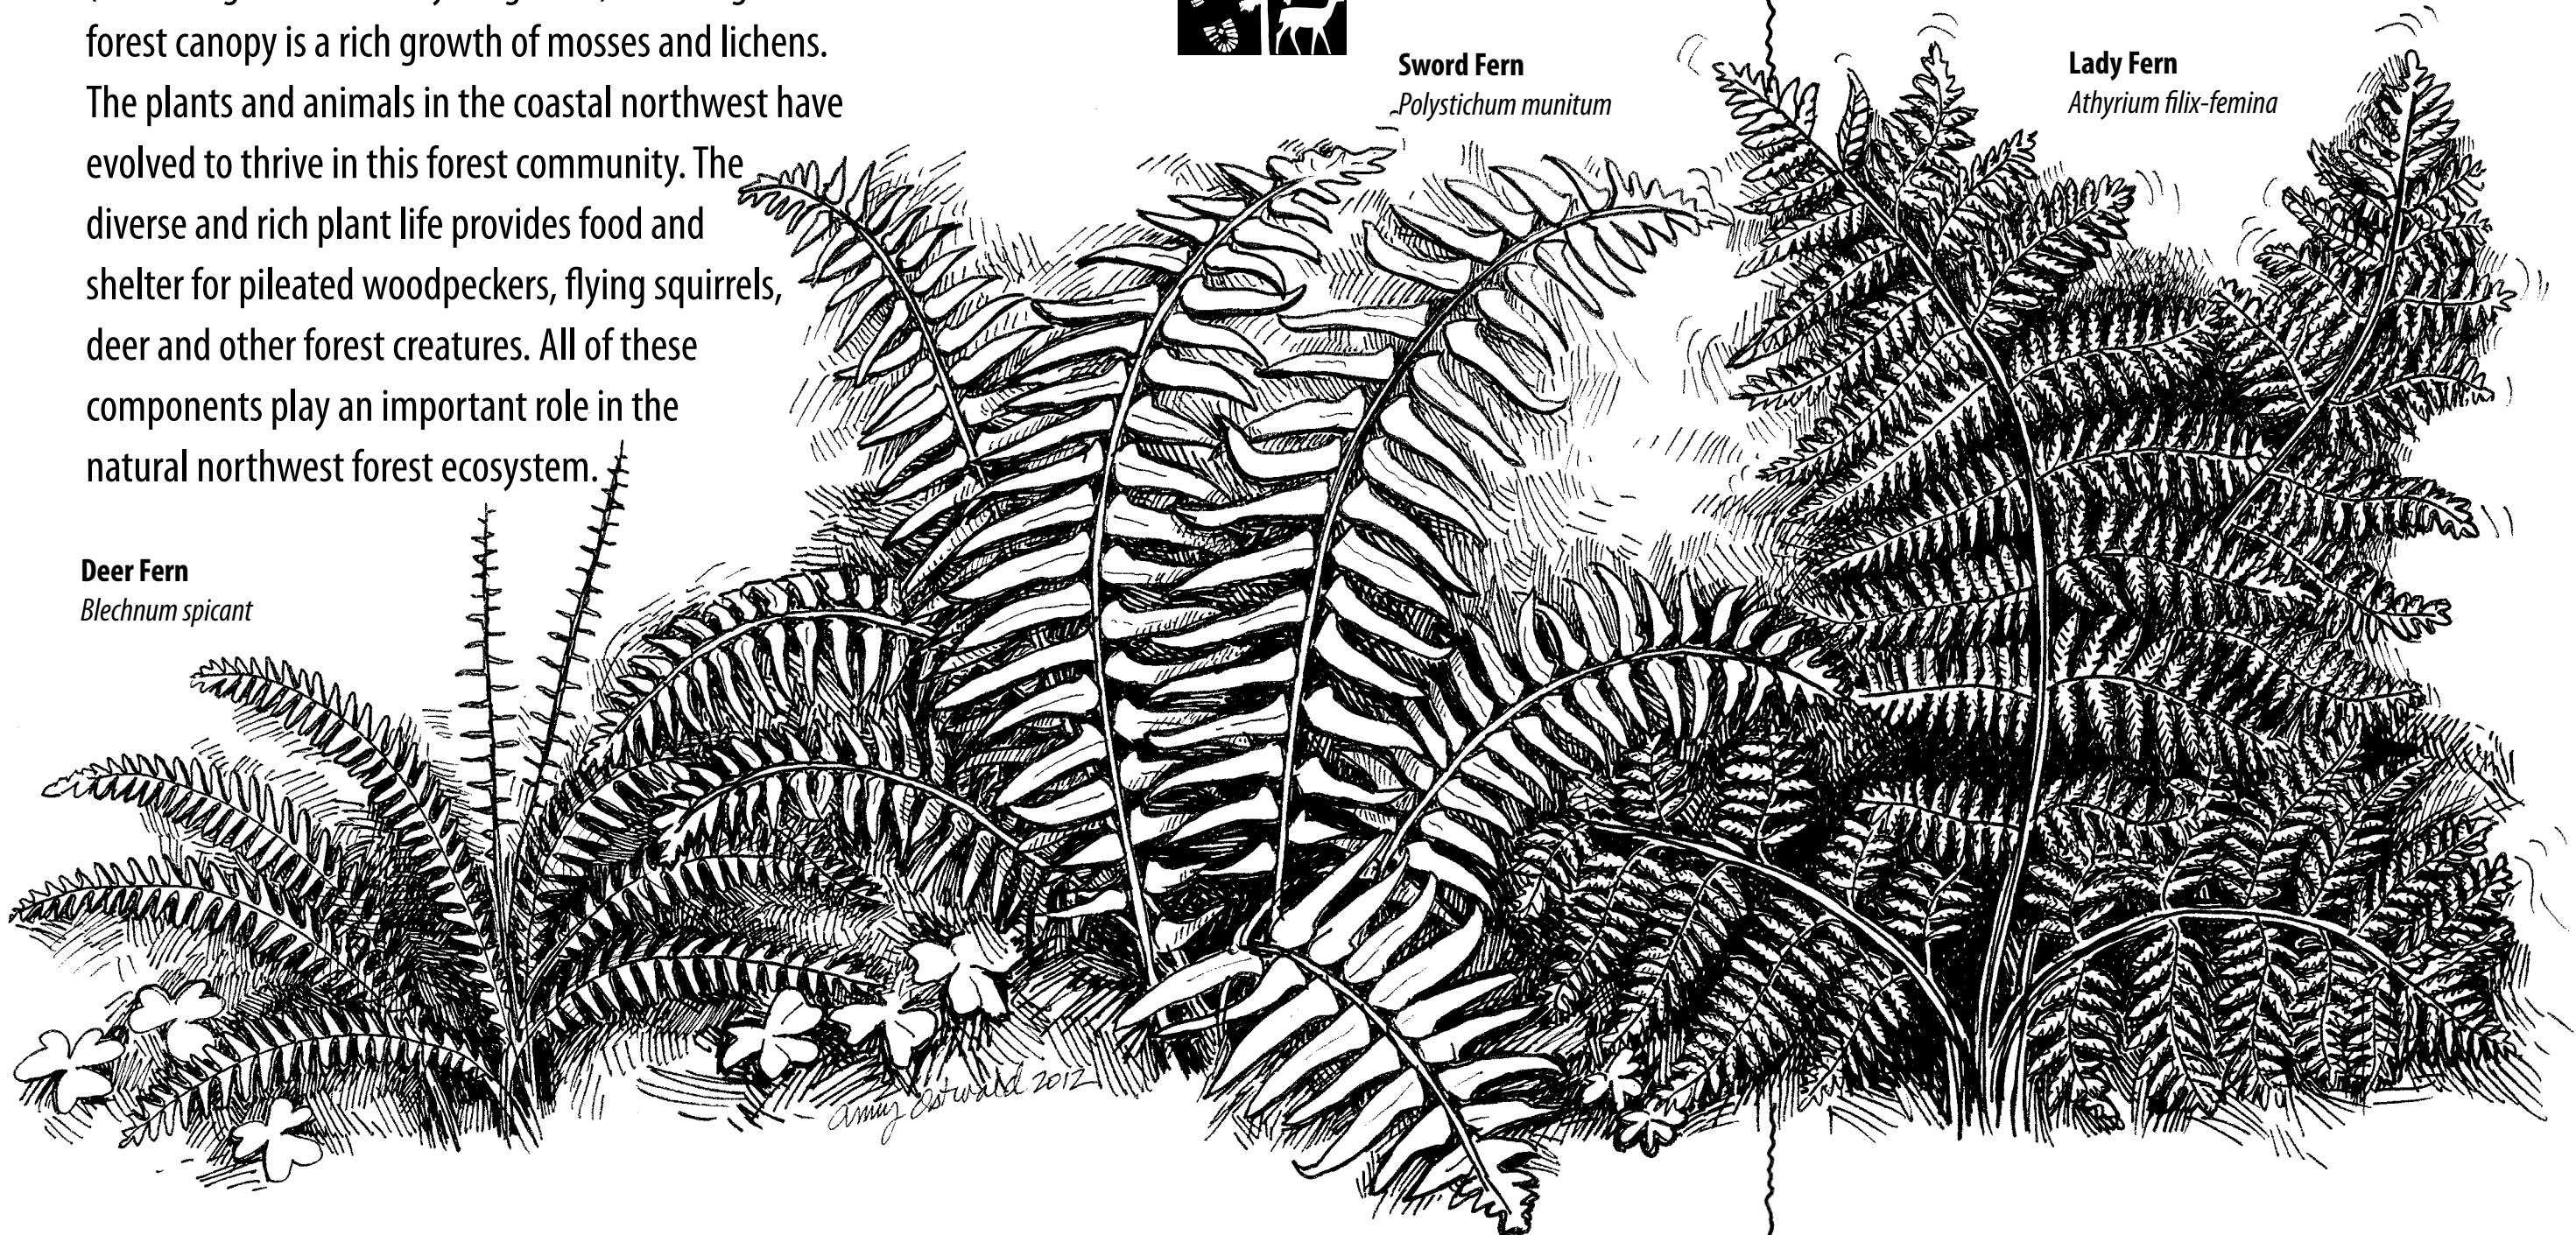 forest canopy is a rich growth of mosses and lichens.
The plants and animals in the coastal northwest have
evolved to thrive in this forest community. The
diverse and rich plant life provides food and
shelter for pileated woodpeckers, flying squirrels,
deer and other forest creatures. All of these
components play an important role in the
natural northwest forest ecosystem.
Deer Fern
Blechnum spicant
Sword Fern
Polystichum munitum
Lady Fern
Athyrium filix-femina
2012